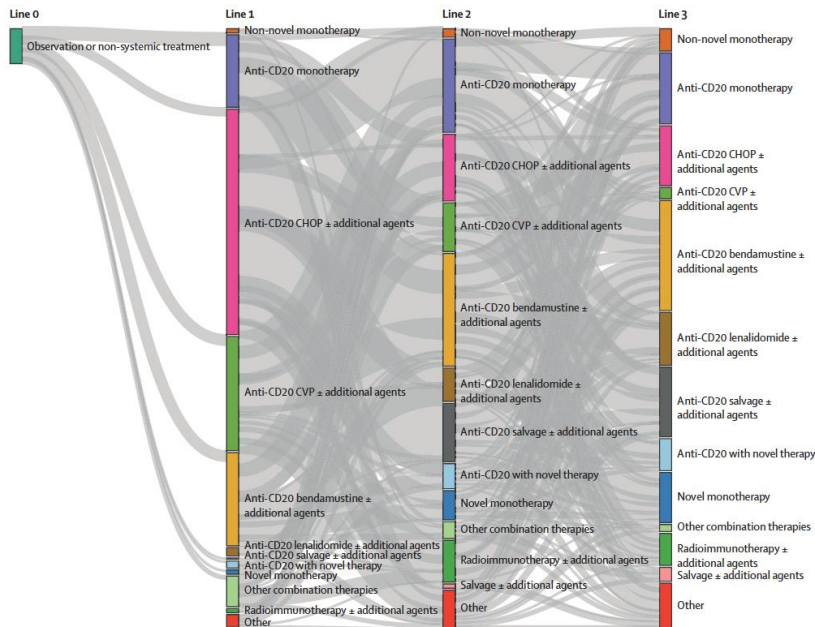 Line 0
Line 1
Line 2
Line 3
Observation or non-systemic treatment
Non-novel monotherapy
Anti-CD20 monotherapy
Anti-CD20 CHOP ± additional agents
Anti-CD20 CVP ± additional agents
Anti-CD20 bendamustine ±
additional agents
Anti-CD20 lenalidomide ± additional agents
Anti-CD20 salvage ± additional agents
Anti-CD20 with novel therapy
Novel monotherapy
Other combination therapies
Radioimmunotherapy ± additional agents
Other
Non-novel monotherapy
Anti-CD20 monotherapy
Anti-CD20 CHOP ± additional agents
Anti-CD20 CVP ± additional agents
Anti-CD20 bendamustine ±
additional agents
Anti-CD20 lenalidomide ±
additional agents
Anti-CD20 salvage ± additional agents
Anti-CD20 with novel therapy
Novel monotherapy
Other combination therapies
Radioimmunotherapy ± additional agents
Salvage ± additional agents
Other
Non-novel monotherapy
Anti-CD20 monotherapy
Anti-CD20 CHOP ±
additional agents
Anti-CD20 CVP ±
additional agents
Anti-CD20 bendamustine ±
additional agents
Anti-CD20 lenalidomide ±
additional agents
Anti-CD20 salvage ±
additional agents
Anti-CD20 with novel therapy
Novel monotherapy
Other combination therapies
Radioimmunotherapy ±
additional agents
Salvage ± additional agents
Other